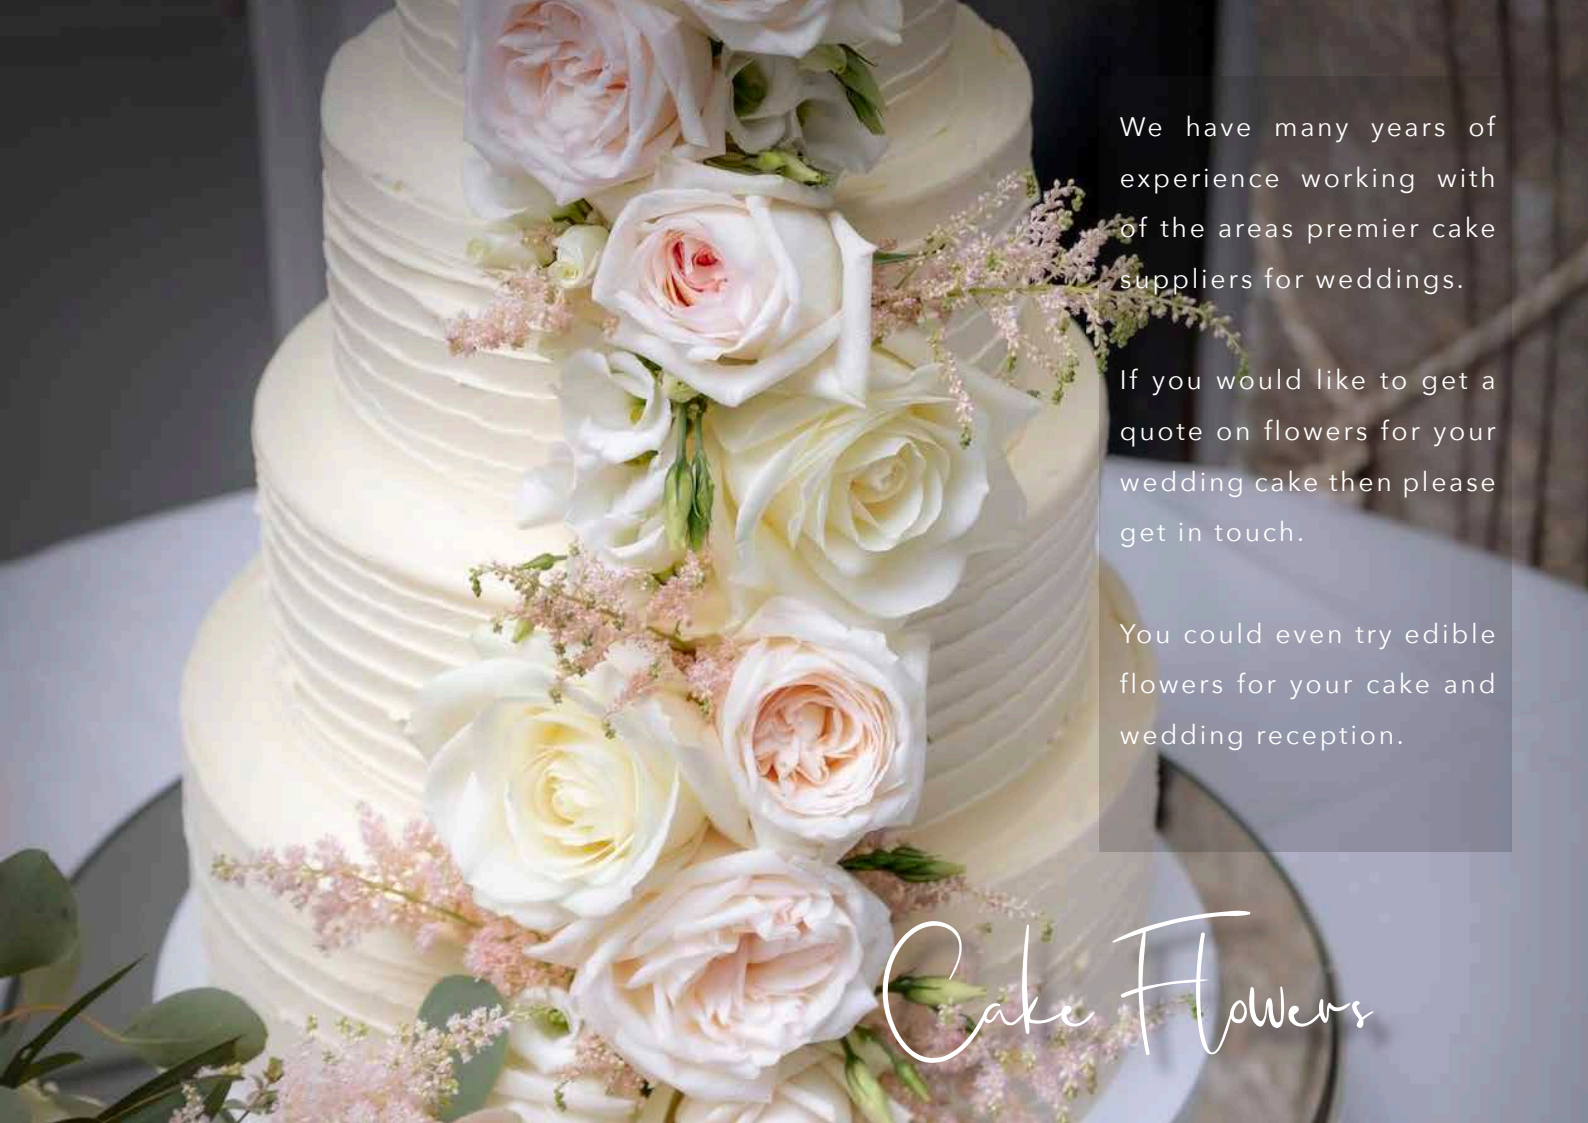 We have many years of
experience working with
of the areas premier cake
suppliers for weddings.
If you would like to get a
quote on flowers for your
wedding cake then please
get in touch.
You could even try edible
flowers for your cake and
wedding reception.
Cake Flowers